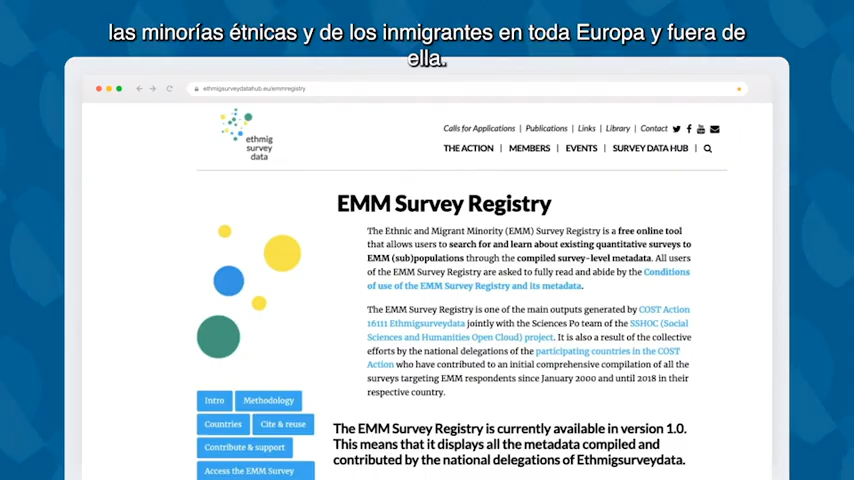 las minorías étnicas y de los inmigrantes en toda Europa y fuera de
ella.
ethmigsurveydatahub.eu/emmregistry
ethmig
survey
data
Calls for Applications | Publications | Links | Library | Contact
THE ACTION | MEMBERS | EVENTS | SURVEY DATA HUB |
EMM Survey Registry
The Ethnic and Migrant Minority (EMM) Survey Registry is a free online tool
that allows users to search for and learn about existing quantitative surveys to
EMM (sub)populations through the compiled survey-level metadata. All users
of the EMM Survey Registry are asked to fully read and abide by the Conditions
of use of the EMM Survey Registry and its metadata.
The EMM Survey Registry is one of the main outputs generated by COST Action
16111 Ethmigsurveydata jointly with the Sciences Po team of the SSHOC (Social
Sciences and Humanities Open Cloud) project. It is also a result of the collective
efforts by the national delegations of the participating countries in the COST
Action who have contributed to an initial comprehensive compilation of all the
surveys targeting EMM respondents since January 2000 and until 2018 in their
respective country.
Intro
Methodology
Countries
Cite & reuse
Contribute & support
Access the EMM Survey
The EMM Survey Registry is currently available in version 1.0.
This means that it displays all the metadata compiled and
contributed by the national delegations of Ethmigsurveydata.